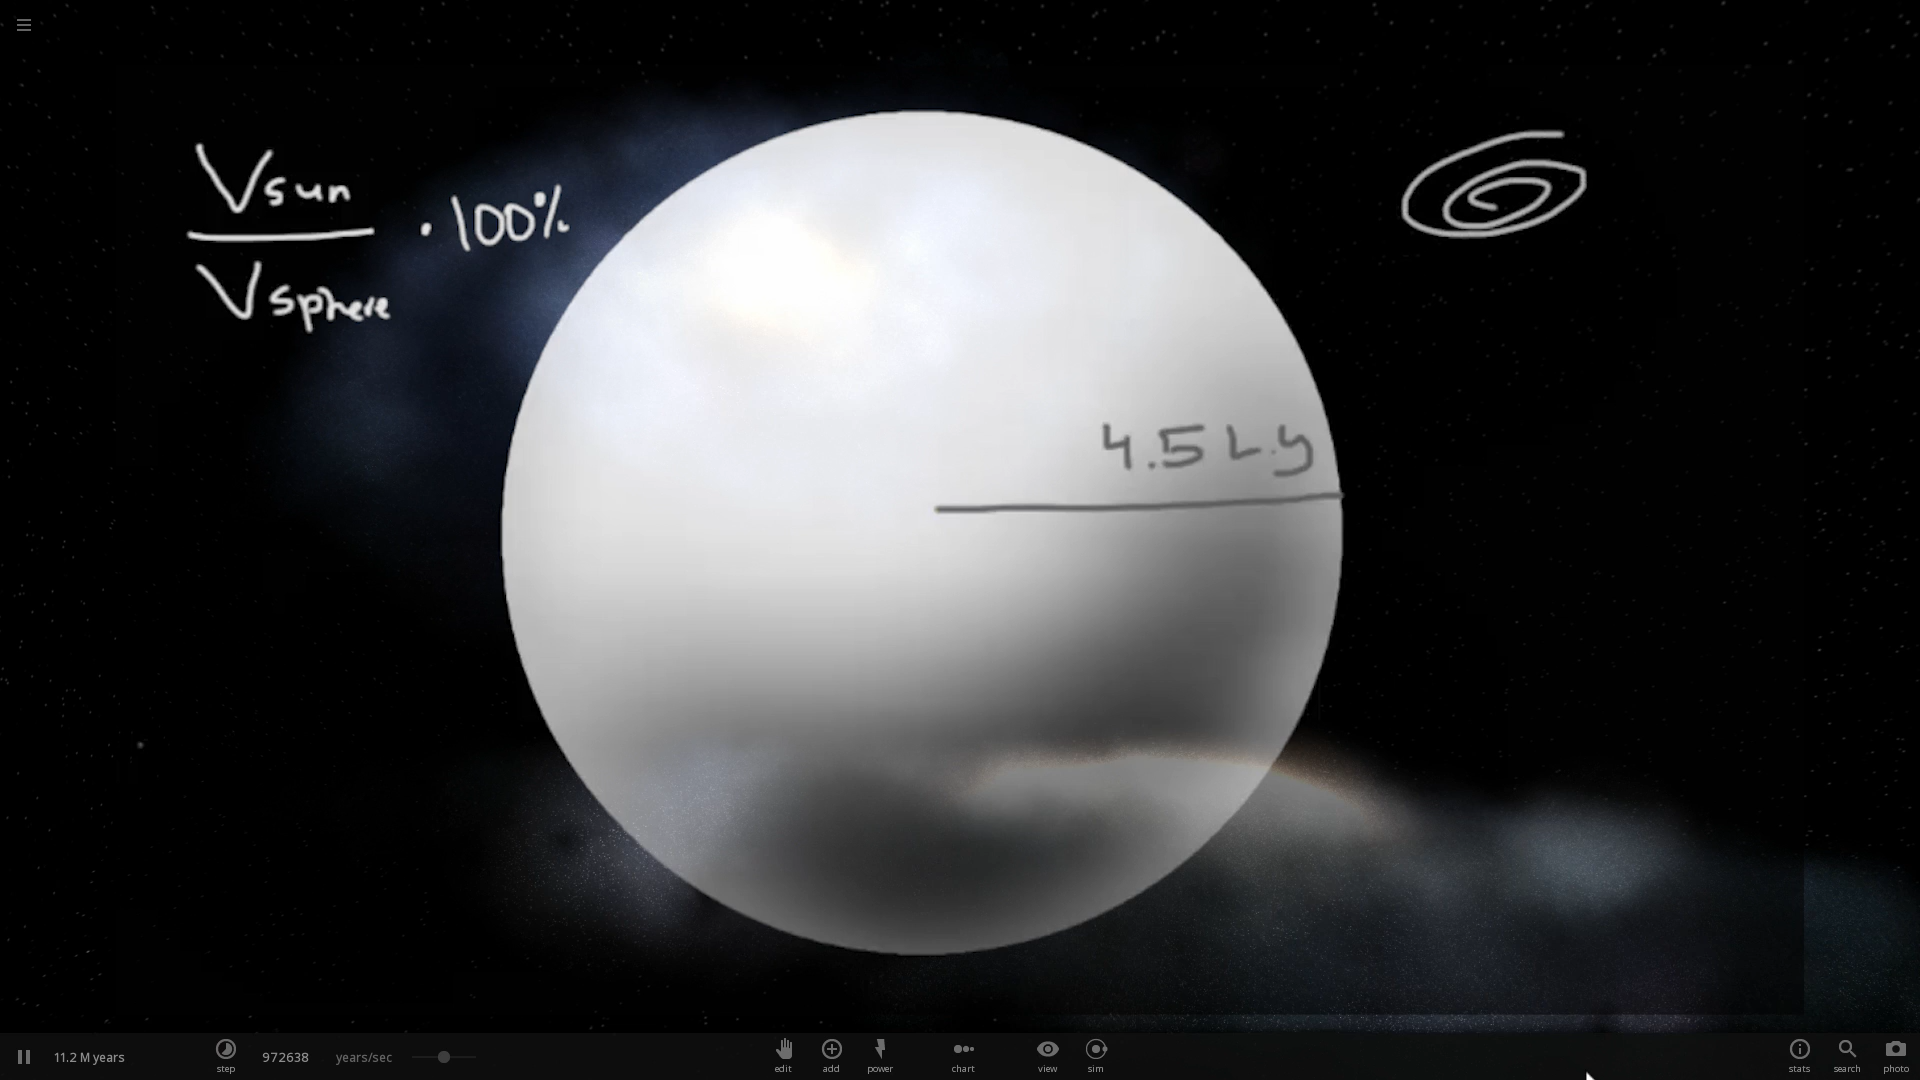 Vsun
Vsphere
· 100%
4.5 L.y
11.2 M years
step
972638
years/sec
edit
add
power
chart
view
sim
stats
search
photo